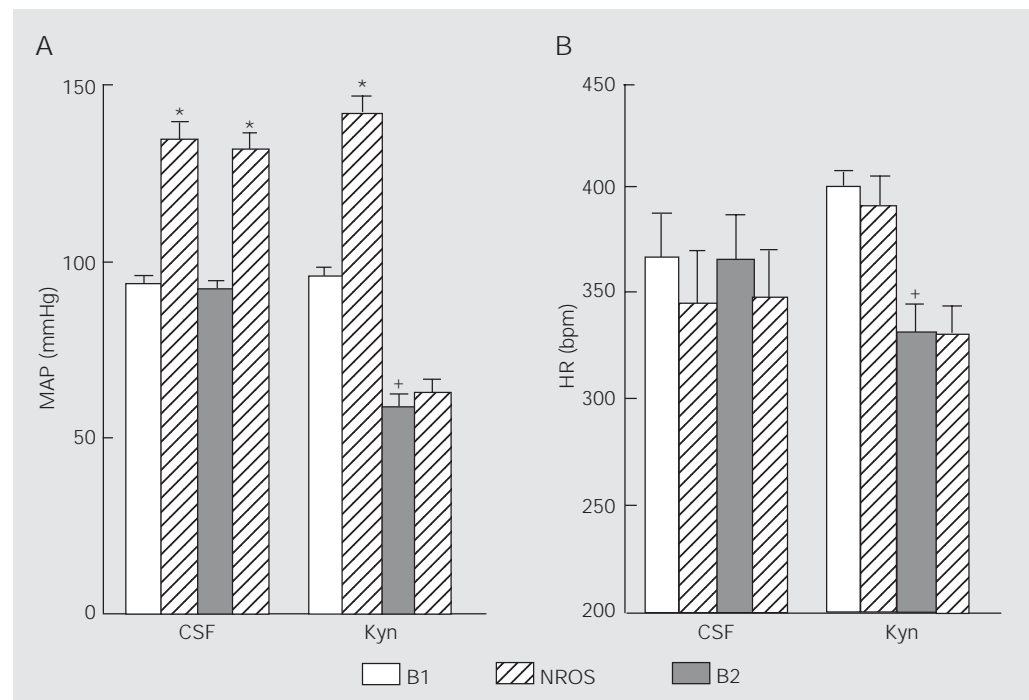 A
MAP (mmHg)
150
100
50
0
*
*
*
+
CSF
Kyn
B
HR (bpm)
450
400
350
300
250
200
+
CSF
Kyn
B1
NROS
B2